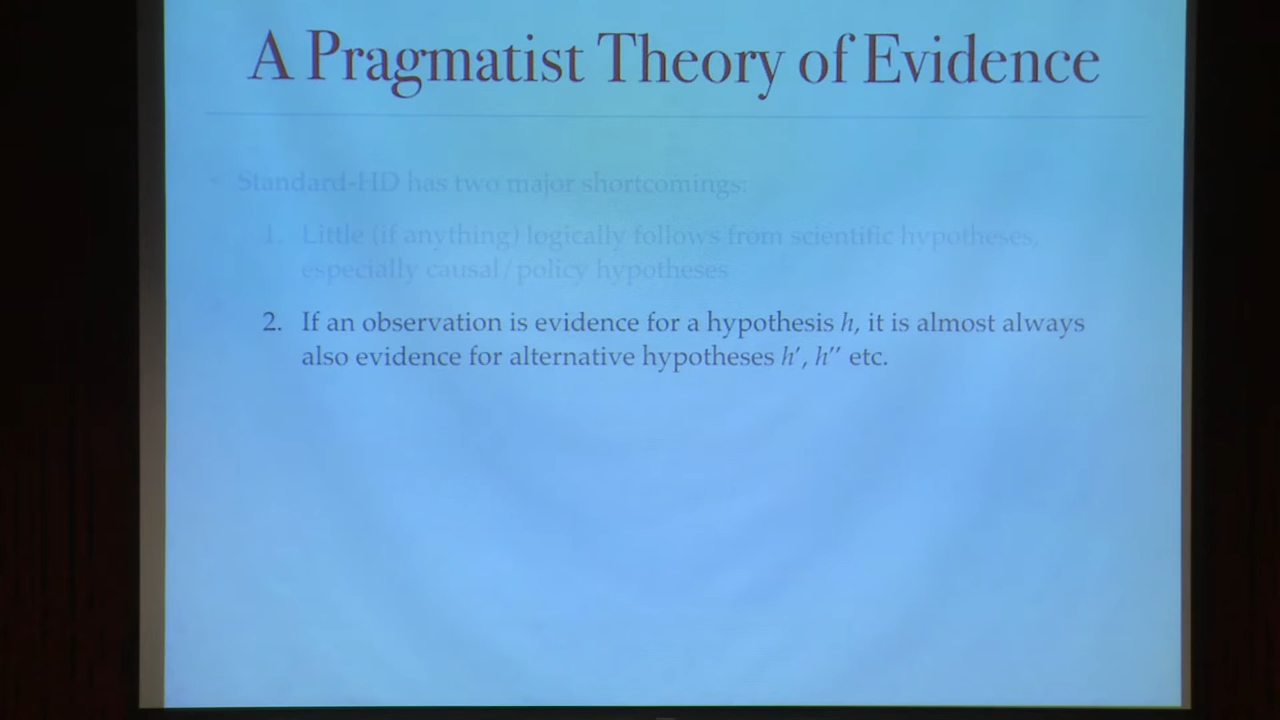 A Pragmatist Theory of Evidence
• Standard-HD has two major shortcomings:
1. Little (if anything) logically follows from scientific hypotheses,
especially causal/policy hypotheses
2. If an observation is evidence for a hypothesis h, it is almost always
also evidence for alternative hypotheses h′, h′′ etc.